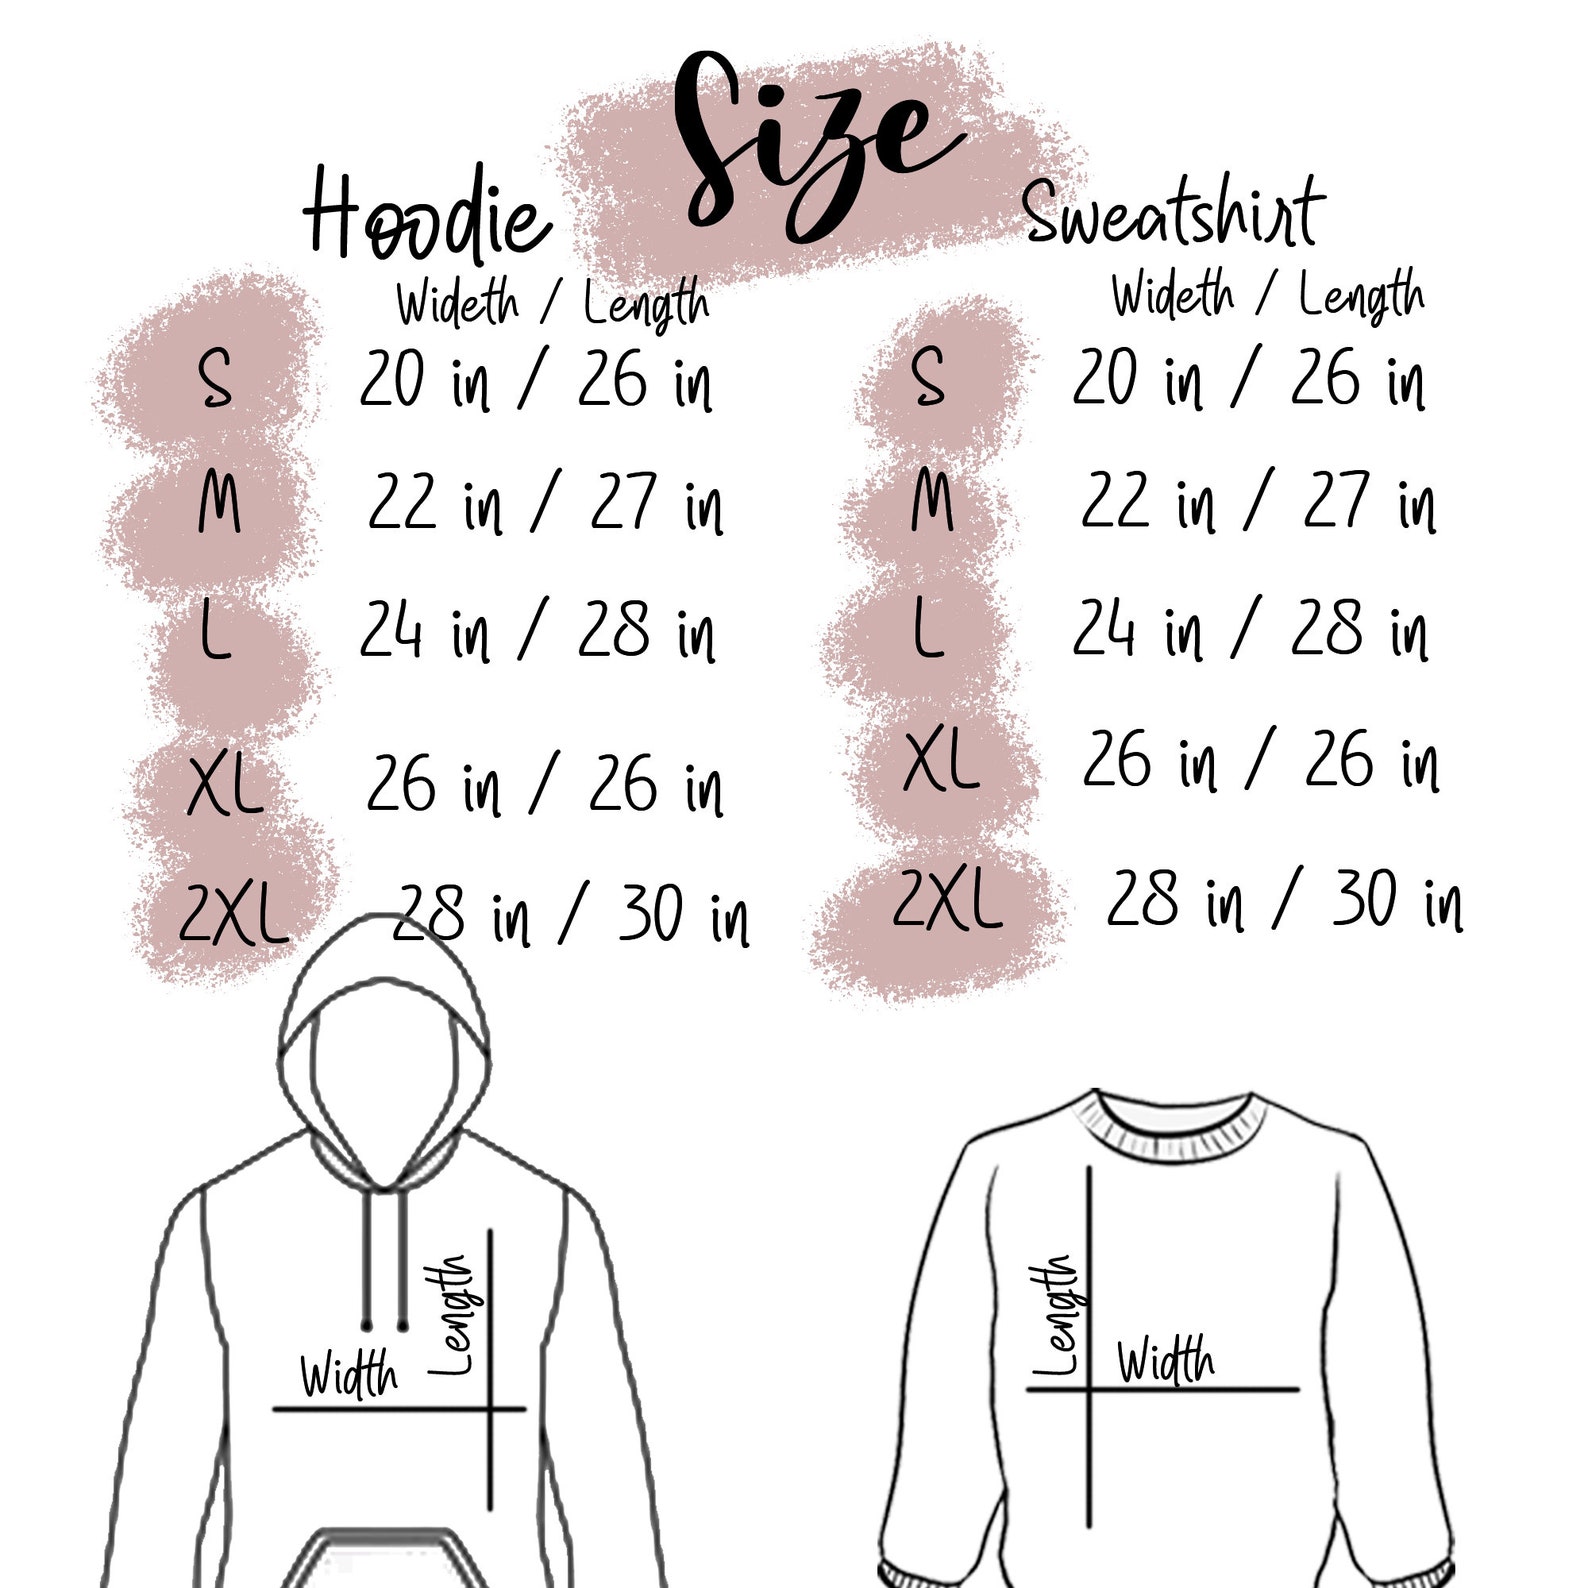 Size
Hoodie
Wideth / Length
S 20 in / 26 in
M 22 in / 27 in
L 24 in / 28 in
XL 26 in / 26 in
2XL 28 in / 30 in
Sweatshirt
Wideth / Length
S 20 in / 26 in
M 22 in / 27 in
L 24 in / 28 in
XL 26 in / 26 in
2XL 28 in / 30 in
Width
Length
Length
Width